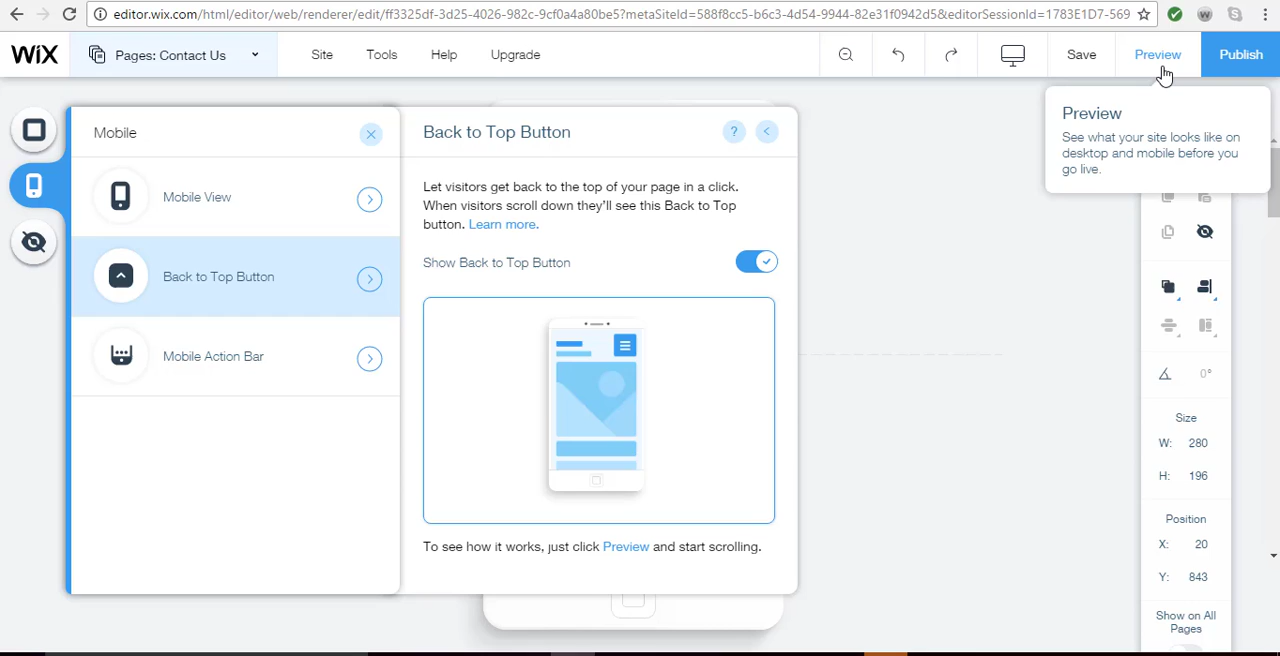 editor.wix.com/html/editor/web/renderer/edit/ff3325df-3d25-4026-982c-9cf0a4a80be5?metaSiteId=588f8cc5-b6c3-4d54-9944-82e31f0942d5&editorSessionId=1783E1D7-569
WiX
Pages: Contact Us
Site
Tools
Help
Upgrade
Save
Preview
Publish
Preview
See what your site looks like on
desktop and mobile before you
go live.
Mobile
Mobile View
Back to Top Button
Mobile Action Bar
Back to Top Button
?
Let visitors get back to the top of your page in a click.
When visitors scroll down they'll see this Back to Top
button. Learn more.
Show Back to Top Button
To see how it works, just click Preview and start scrolling.
0°
Size
W: 280
H: 196
Position
X: 20
Y: 843
Show on All
Pages